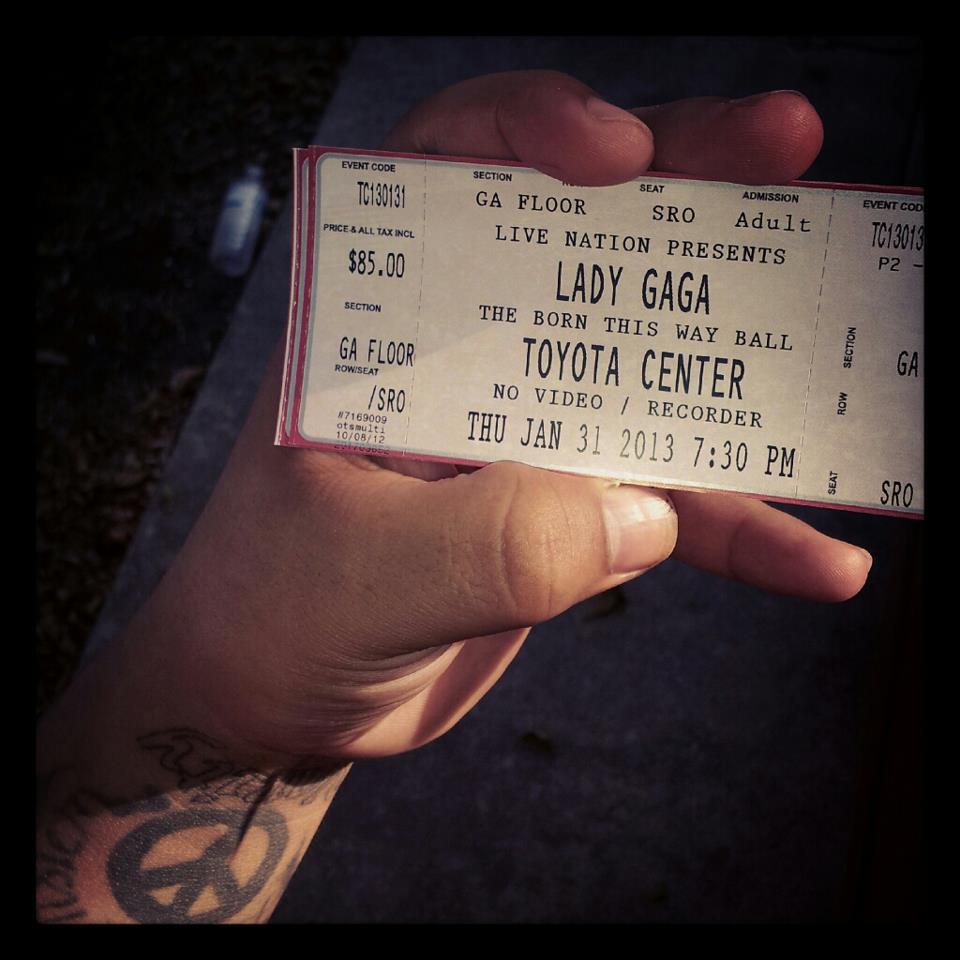 EVENT CODE
TC130131
PRICE & ALL TAX INCL
$85.00
SECTION
GA FLOOR
ROW/SEAT
/SRO
#7169009
otsmulti
10/08/12
SECTION SEAT ADMISSION
GA FLOOR SRO Adult
LIVE NATION PRESENTS
LADY GAGA
THE BORN THIS WAY BALL
TOYOTA CENTER
NO VIDEO / RECORDER
THU JAN 31 2013 7:30 PM
EVENT COD
TC13013
P2 -
SECTION
GA
ROW
SEAT
SRO